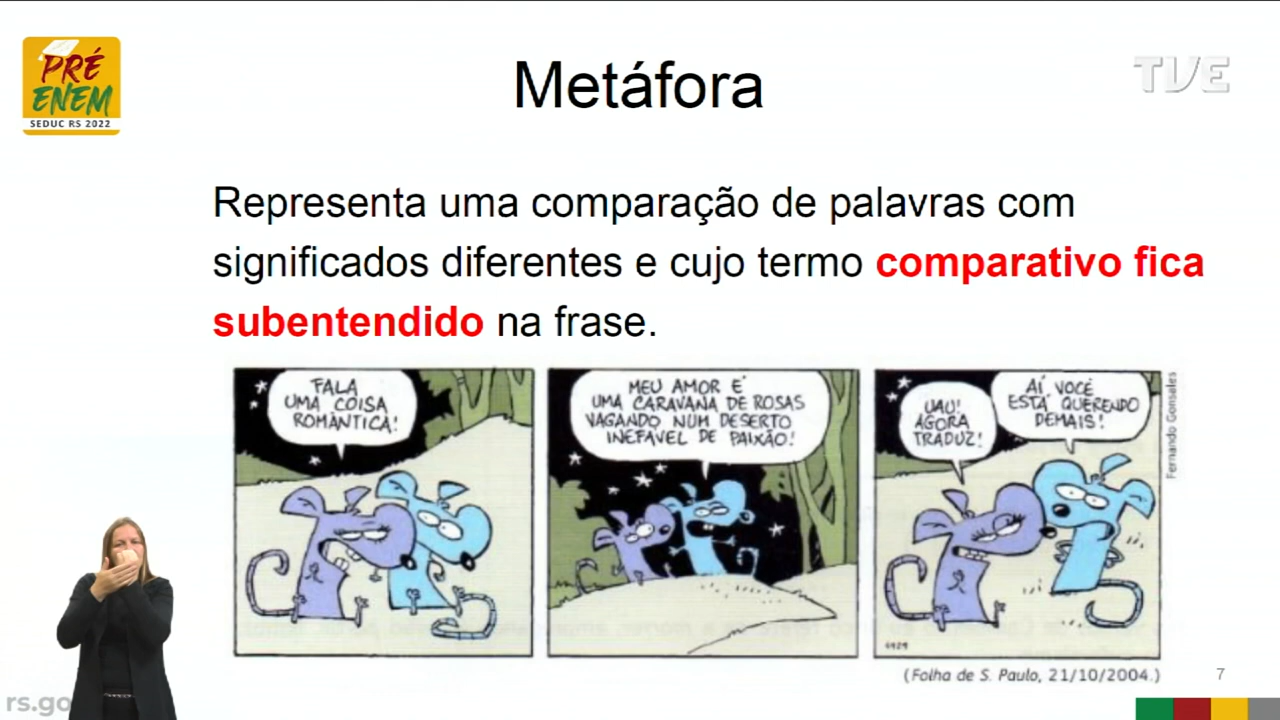 PRÉ
ENEM
SEDUC RS 2022
Metáfora
TVE
Representa uma comparação de palavras com
significados diferentes e cujo termo comparativo fica
subentendido na frase.
FALA
UMA COISA
ROMÂNTICA!
MEU AMOR É
UMA CARAVANA DE ROSAS
VAGANDO NUM DESERTO
INEFÁVEL DE PAIXÃO!
UAU!
AGORA
TRADUZ!
AÍ VOCÊ
ESTÁ QUERENDO
DEMAIS!
Fernando Gonsales
(Folha de S. Paulo, 21/10/2004.)
7
rs.go